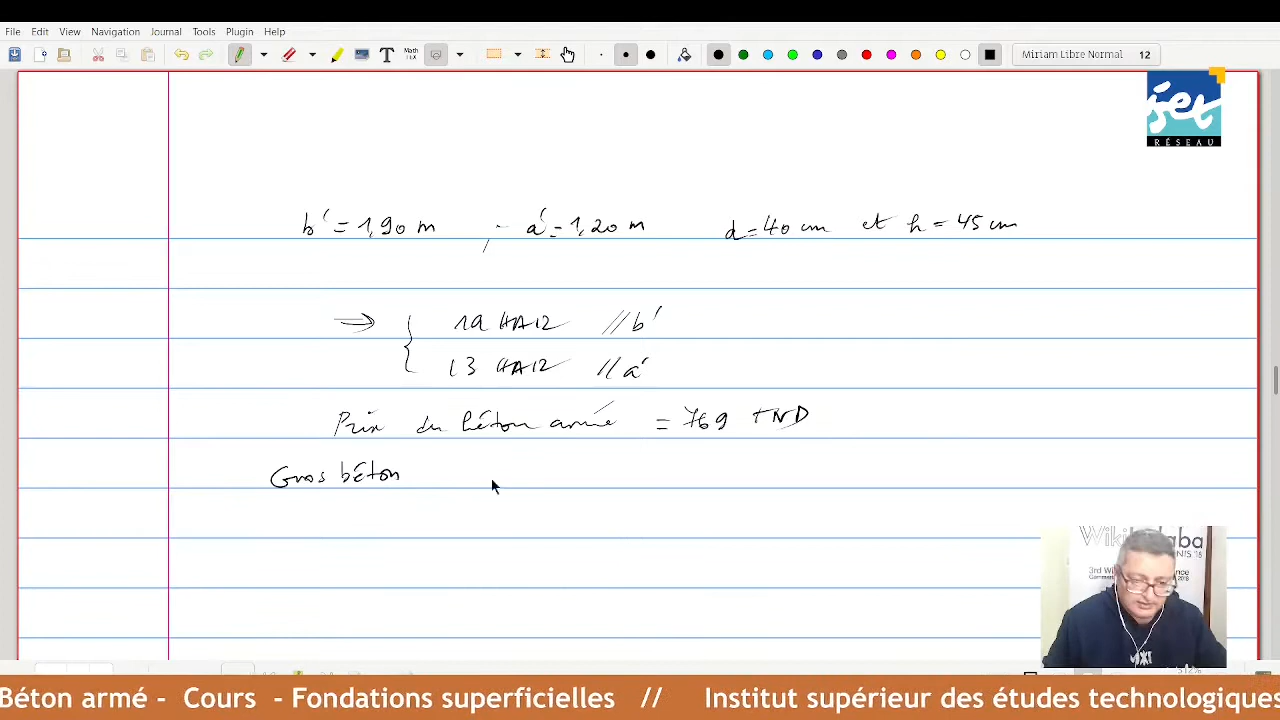 File Edit View Navigation Journal Tools Plugin Help
Miriam Libre Normal 12
jet
RÉSEAU
b' = 1,90 m , - a' = 1,20 m d = 40 cm et h = 45 cm
⇒ { 19 HA12 // b'
13 HA12 // a'
Prix du béton armé = 769 TND
Gros béton
Béton armé - Cours - Fondations superficielles // Institut supérieur des études technologiques